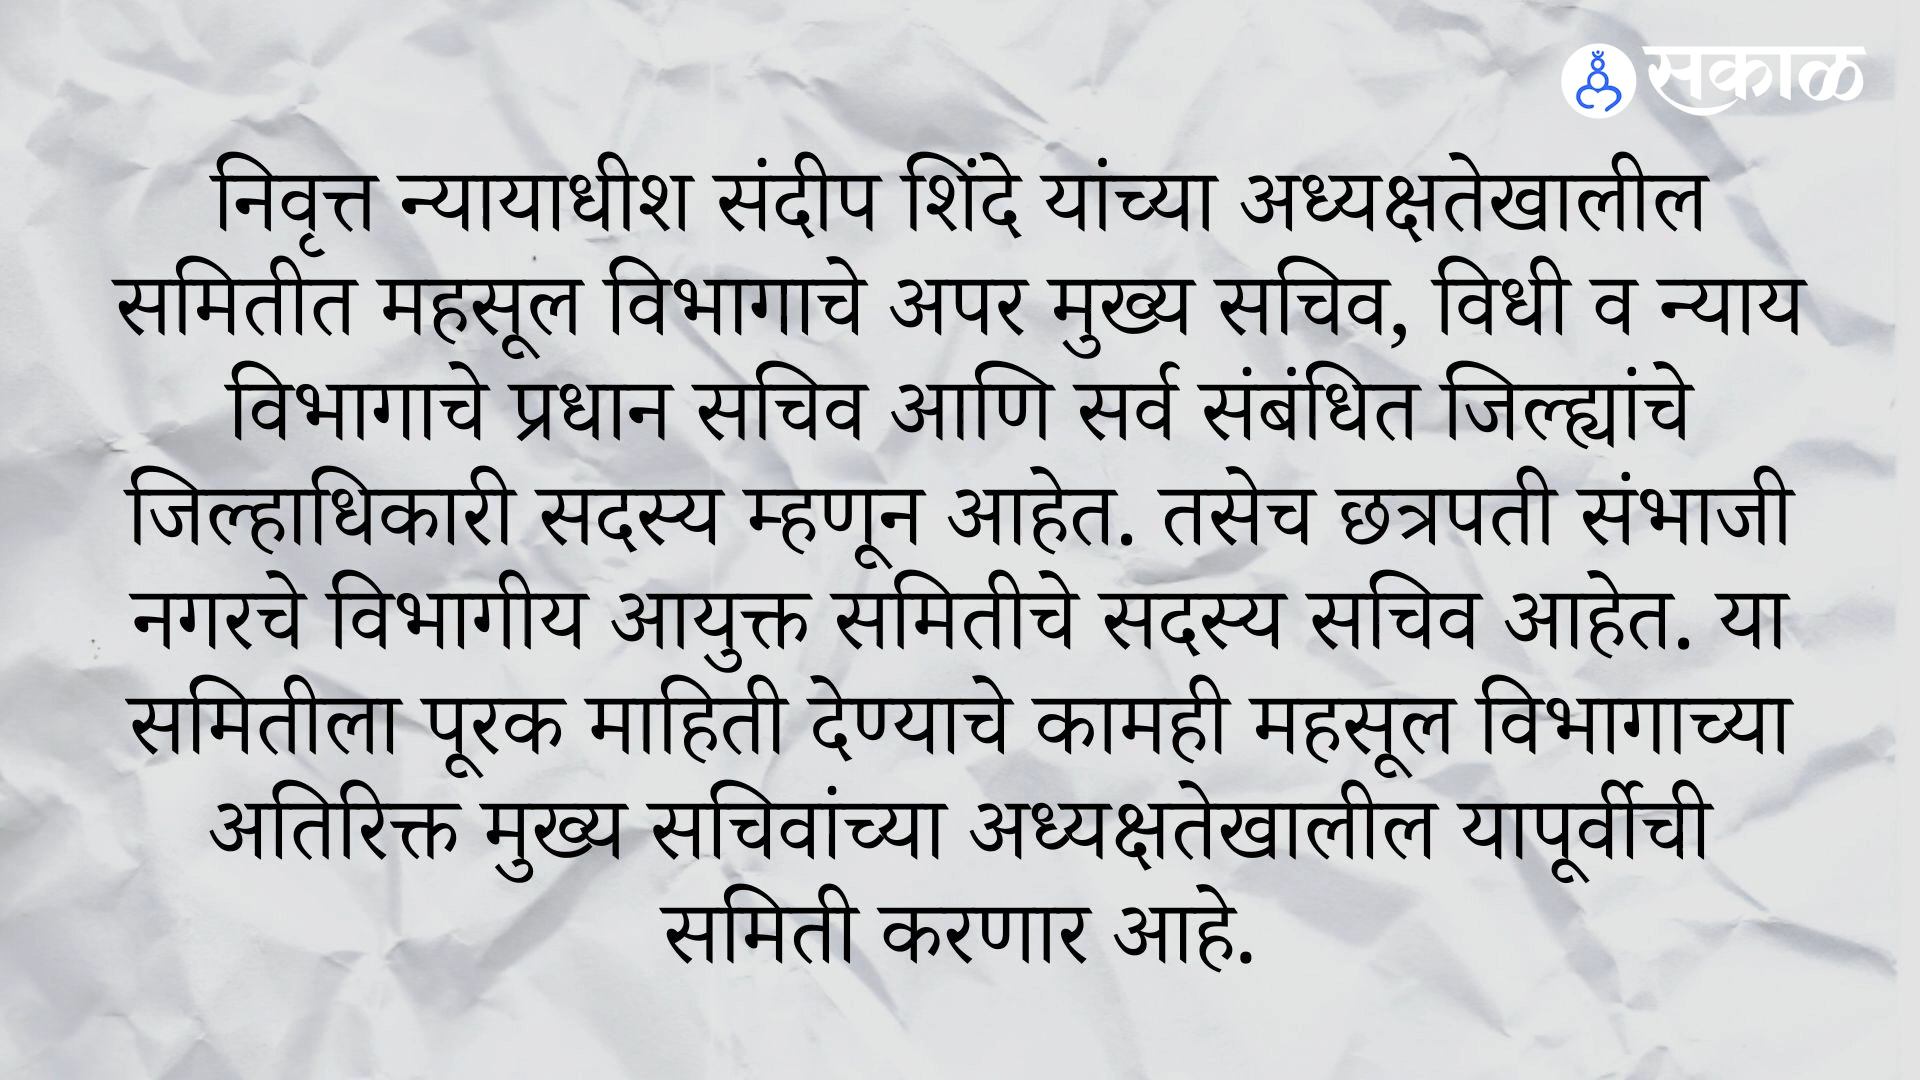 सकाळ
निवृत्त न्यायाधीश संदीप शिंदे यांच्या अध्यक्षतेखालील
समितीत महसूल विभागाचे अपर मुख्य सचिव, विधी व न्याय
विभागाचे प्रधान सचिव आणि सर्व संबंधित जिल्ह्यांचे
जिल्हाधिकारी सदस्य म्हणून आहेत. तसेच छत्रपती संभाजी
नगरचे विभागीय आयुक्त समितीचे सदस्य सचिव आहेत. या
समितीला पूरक माहिती देण्याचे कामही महसूल विभागाच्या
अतिरिक्त मुख्य सचिवांच्या अध्यक्षतेखालील यापूर्वीची
समिती करणार आहे.